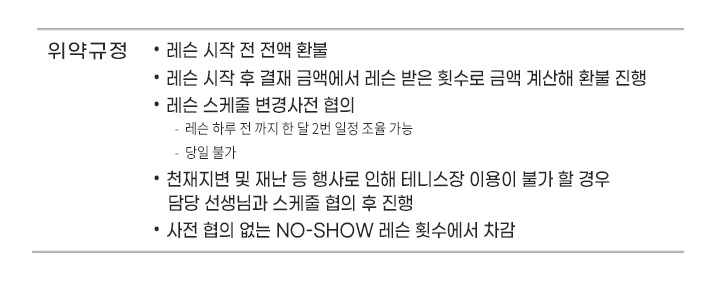 위약규정
• 레슨 시작 전 전액 환불
• 레슨 시작 후 결재 금액에서 레슨 받은 횟수로 금액 계산해 환불 진행
• 레슨 스케줄 변경사전 협의
- 레슨 하루 전 까지 한 달 2번 일정 조율 가능
- 당일 불가
• 천재지변 및 재난 등 행사로 인해 테니스장 이용이 불가 할 경우
담당 선생님과 스케줄 협의 후 진행
• 사전 협의 없는 NO-SHOW 레슨 횟수에서 차감